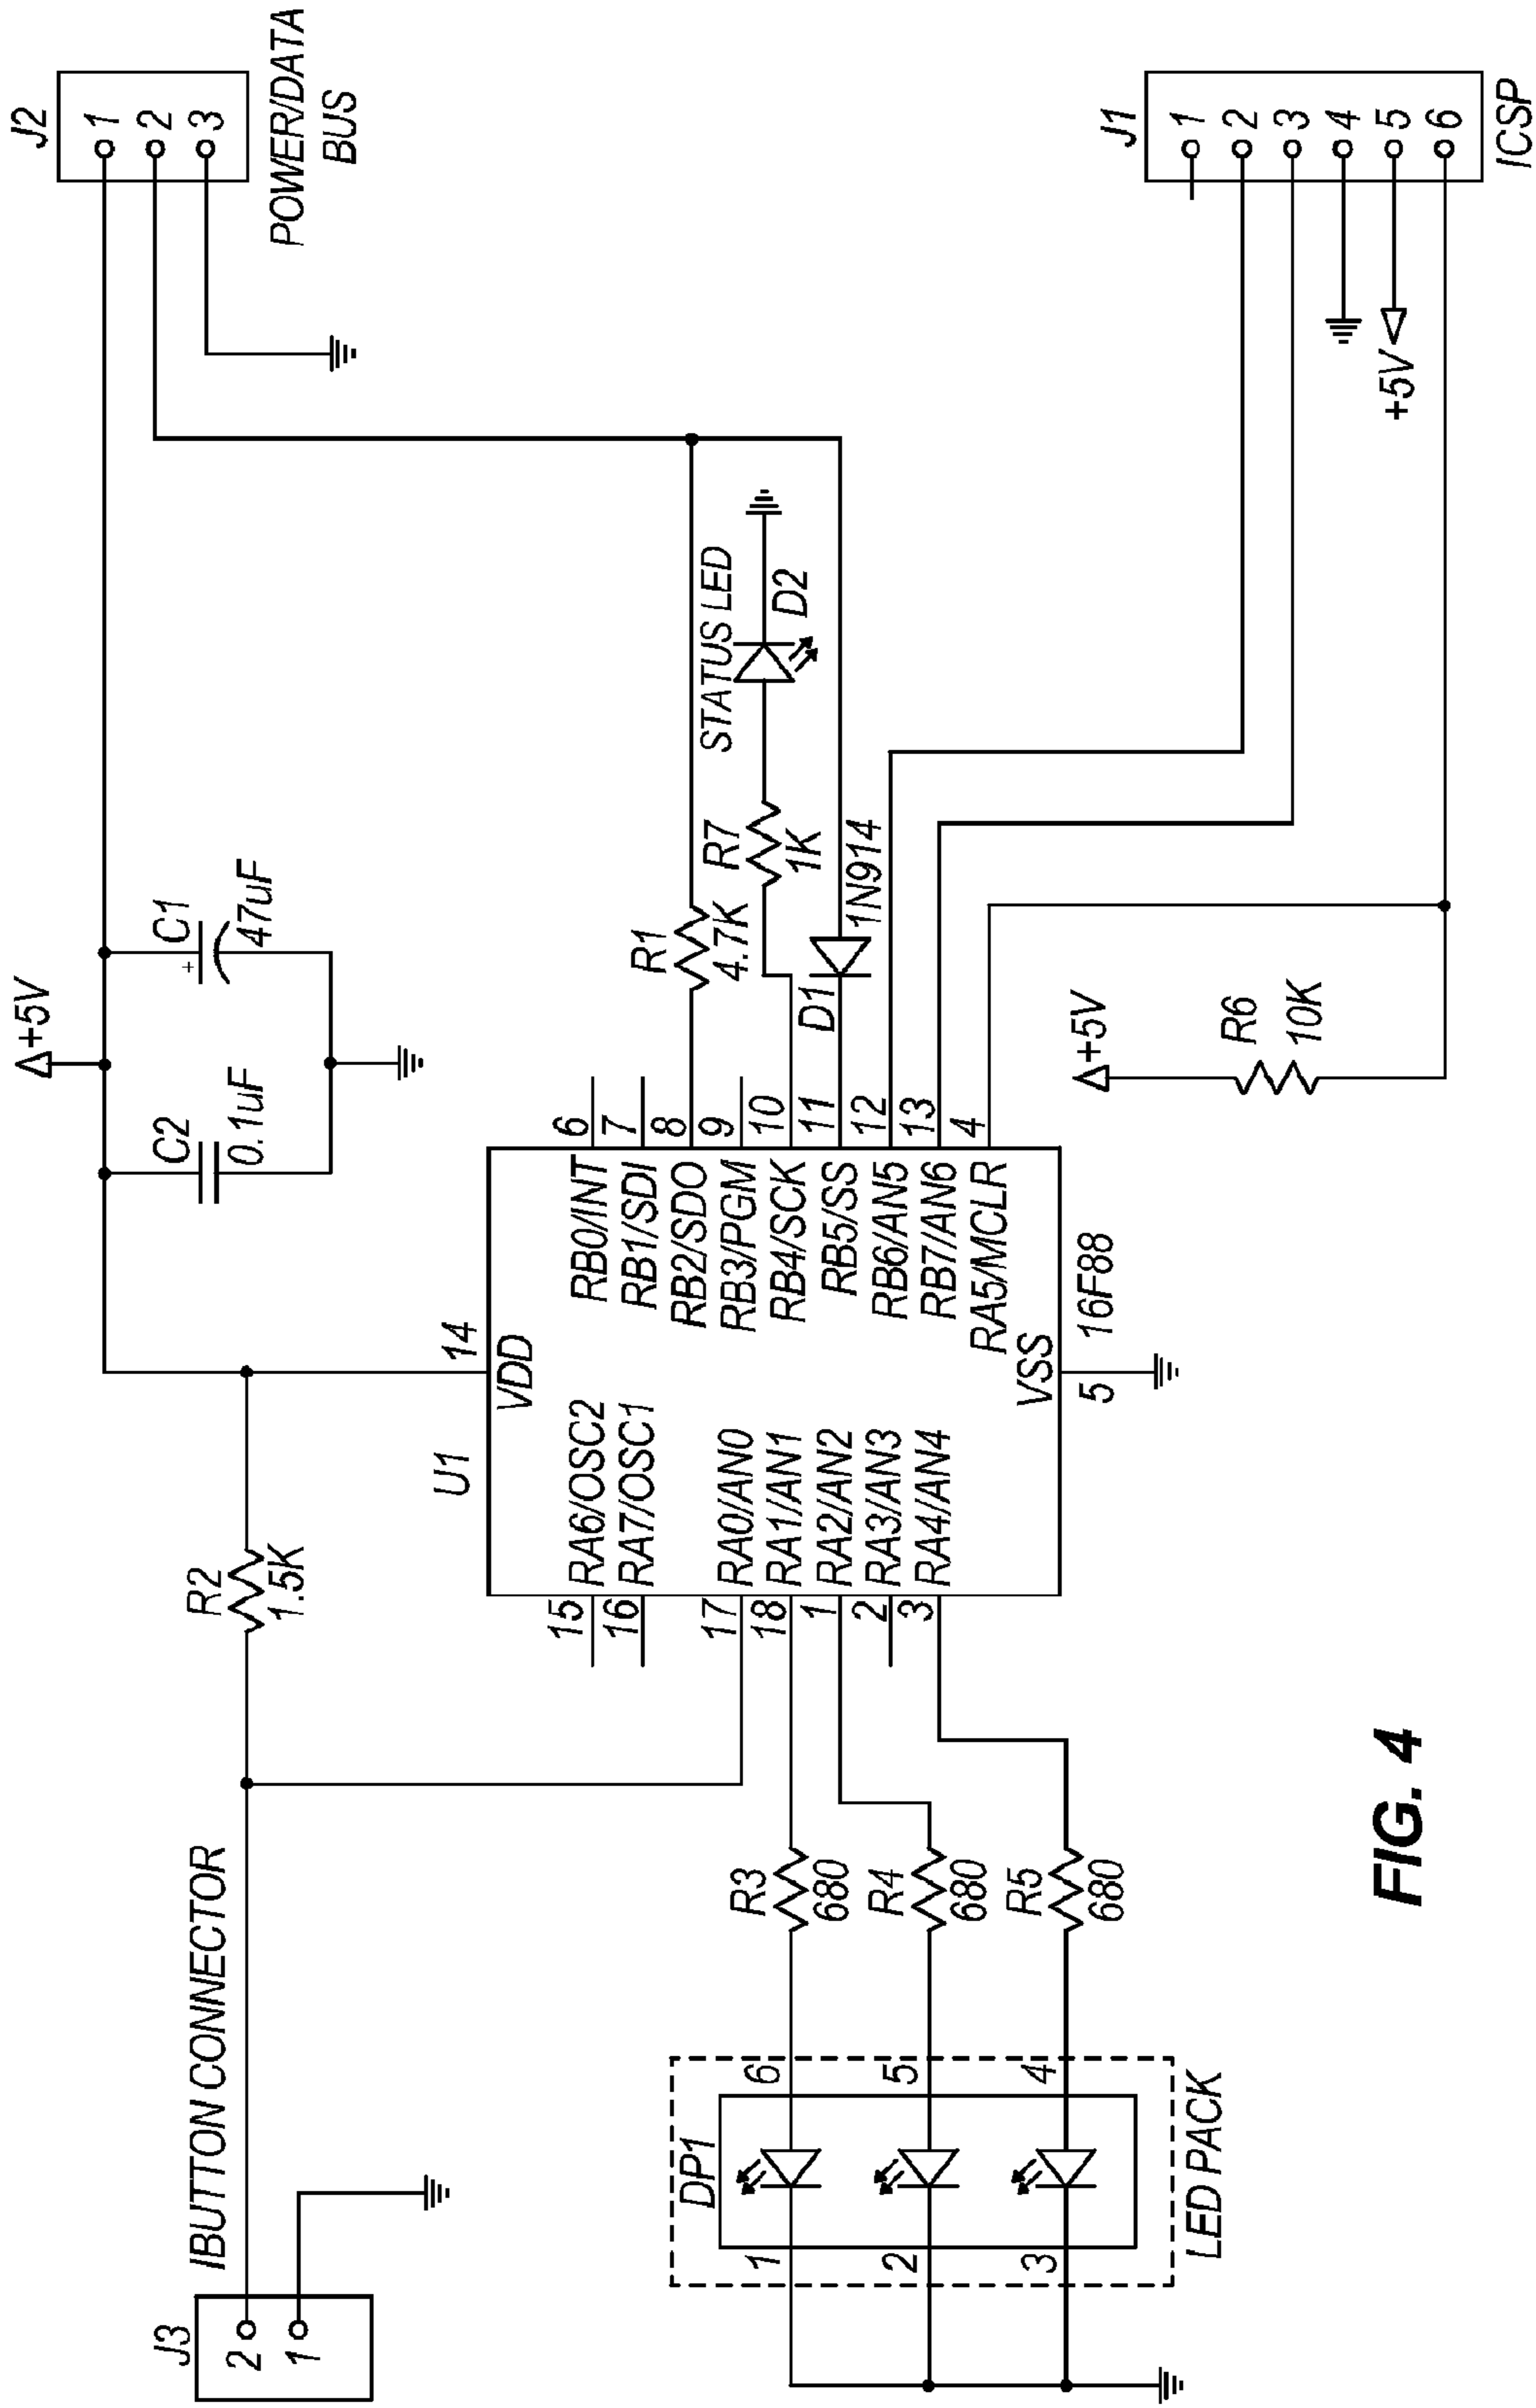 J3
2
1
IBUTTON CONNECTOR
R2
1.5K
+5V
C2
0.1uF
C1
+
47uF
J2
1
2
3
POWER/DATA
BUS
U1
14
VDD
15
RA6/OSC2
16
RA7/OSC1
17
RA0/AN0
18
RA1/AN1
1
RA2/AN2
2
RA3/AN3
3
RA4/AN4
RB0/INT
6
RB1/SDI
7
RB2/SDO
8
RB3/PGM
9
RB4/SCK
10
RB5/SS
11
RB6/AN5
12
RB7/AN6
13
RA5/MCLR
4
VSS
5
16F88
R1
4.7K
STATUS LED
R7
1K
D2
D1
1N914
DP1
1
2
3
6
5
4
LED PACK
R3
680
R4
680
R5
680
+5V
R6
10K
J1
1
2
3
4
5
6
ICSP
+5V
FIG. 4